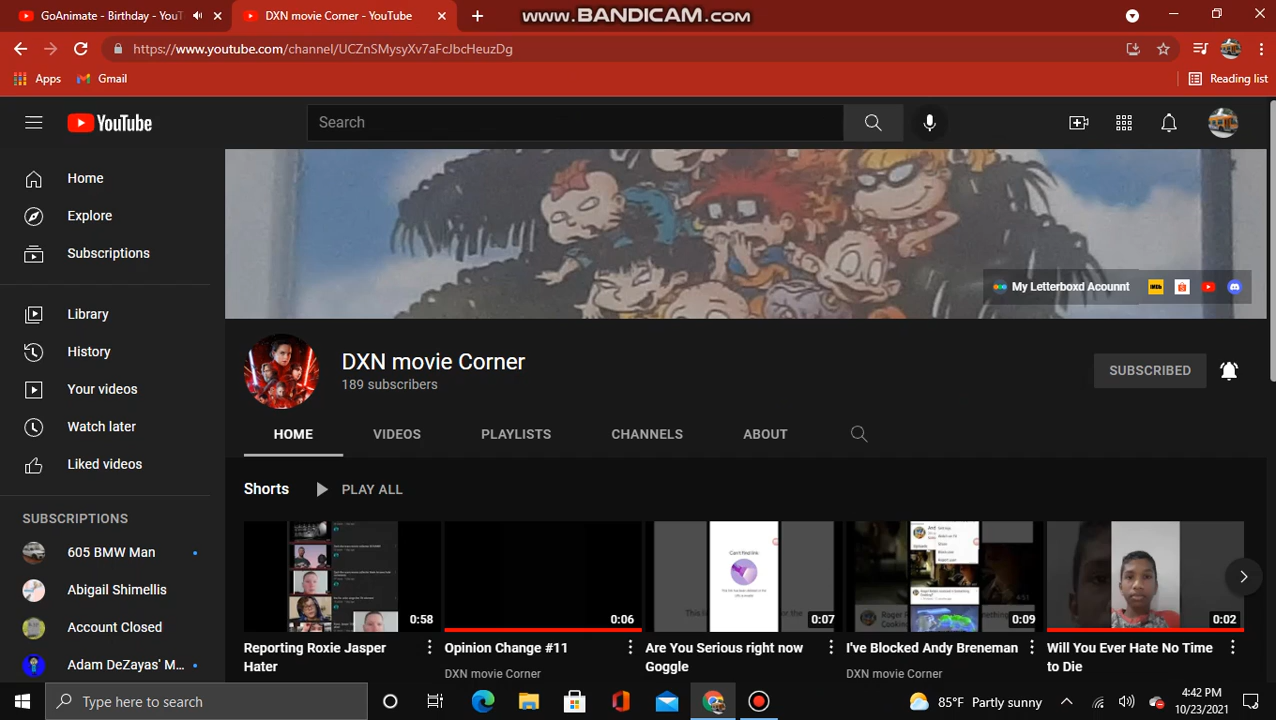 GoAnimate - Birthday - YouT
DXN movie Corner - YouTube
www.BANDICAM.com
https://www.youtube.com/channel/UCZnSMysyXv7aFcJbcHeuzDg
Apps
Gmail
Reading list
YouTube
Search
Home
Explore
Subscriptions
Library
History
Your videos
Watch later
Liked videos
SUBSCRIPTIONS
605 BMW Man
Abigail Shimellis
Account Closed
Adam DeZayas' M...
My Letterboxd Acounnt
DXN movie Corner
189 subscribers
SUBSCRIBED
HOME
VIDEOS
PLAYLISTS
CHANNELS
ABOUT
Shorts
PLAY ALL
Can't find link
0:58
0:06
0:07
0:09
0:02
Reporting Roxie Jasper
Hater
Opinion Change #11
DXN movie Corner
Are You Serious right now
Goggle
I've Blocked Andy Breneman
DXN movie Corner
Will You Ever Hate No Time
to Die
Type here to search
85°F Partly sunny
4:42 PM
10/23/2021